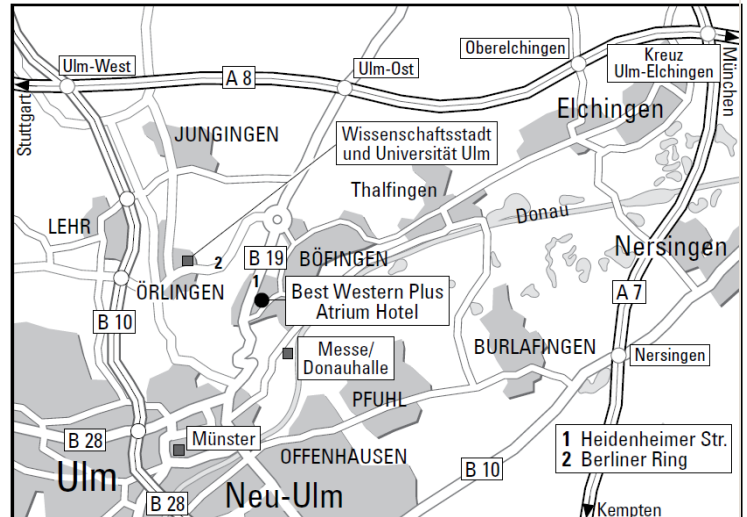 Oberelchingen
Ulm-West
A 8
Ulm-Ost
Kreuz
Ulm-Elchingen
München
Stuttgart
Elchingen
JUNGINGEN
Wissenschaftsstadt
und Universität Ulm
Thalfingen
Donau
LEHR
Nersingen
2
B 19
BÖFINGEN
1
ÖRLINGEN
Best Western Plus
Atrium Hotel
A 7
B 10
Messe/
Donauhalle
BURLAFINGEN
Nersingen
PFUHL
B 28
Münster
OFFENHAUSEN
1 Heidenheimer Str.
2 Berliner Ring
B 10
Ulm
B 28
Neu-Ulm
Kempten